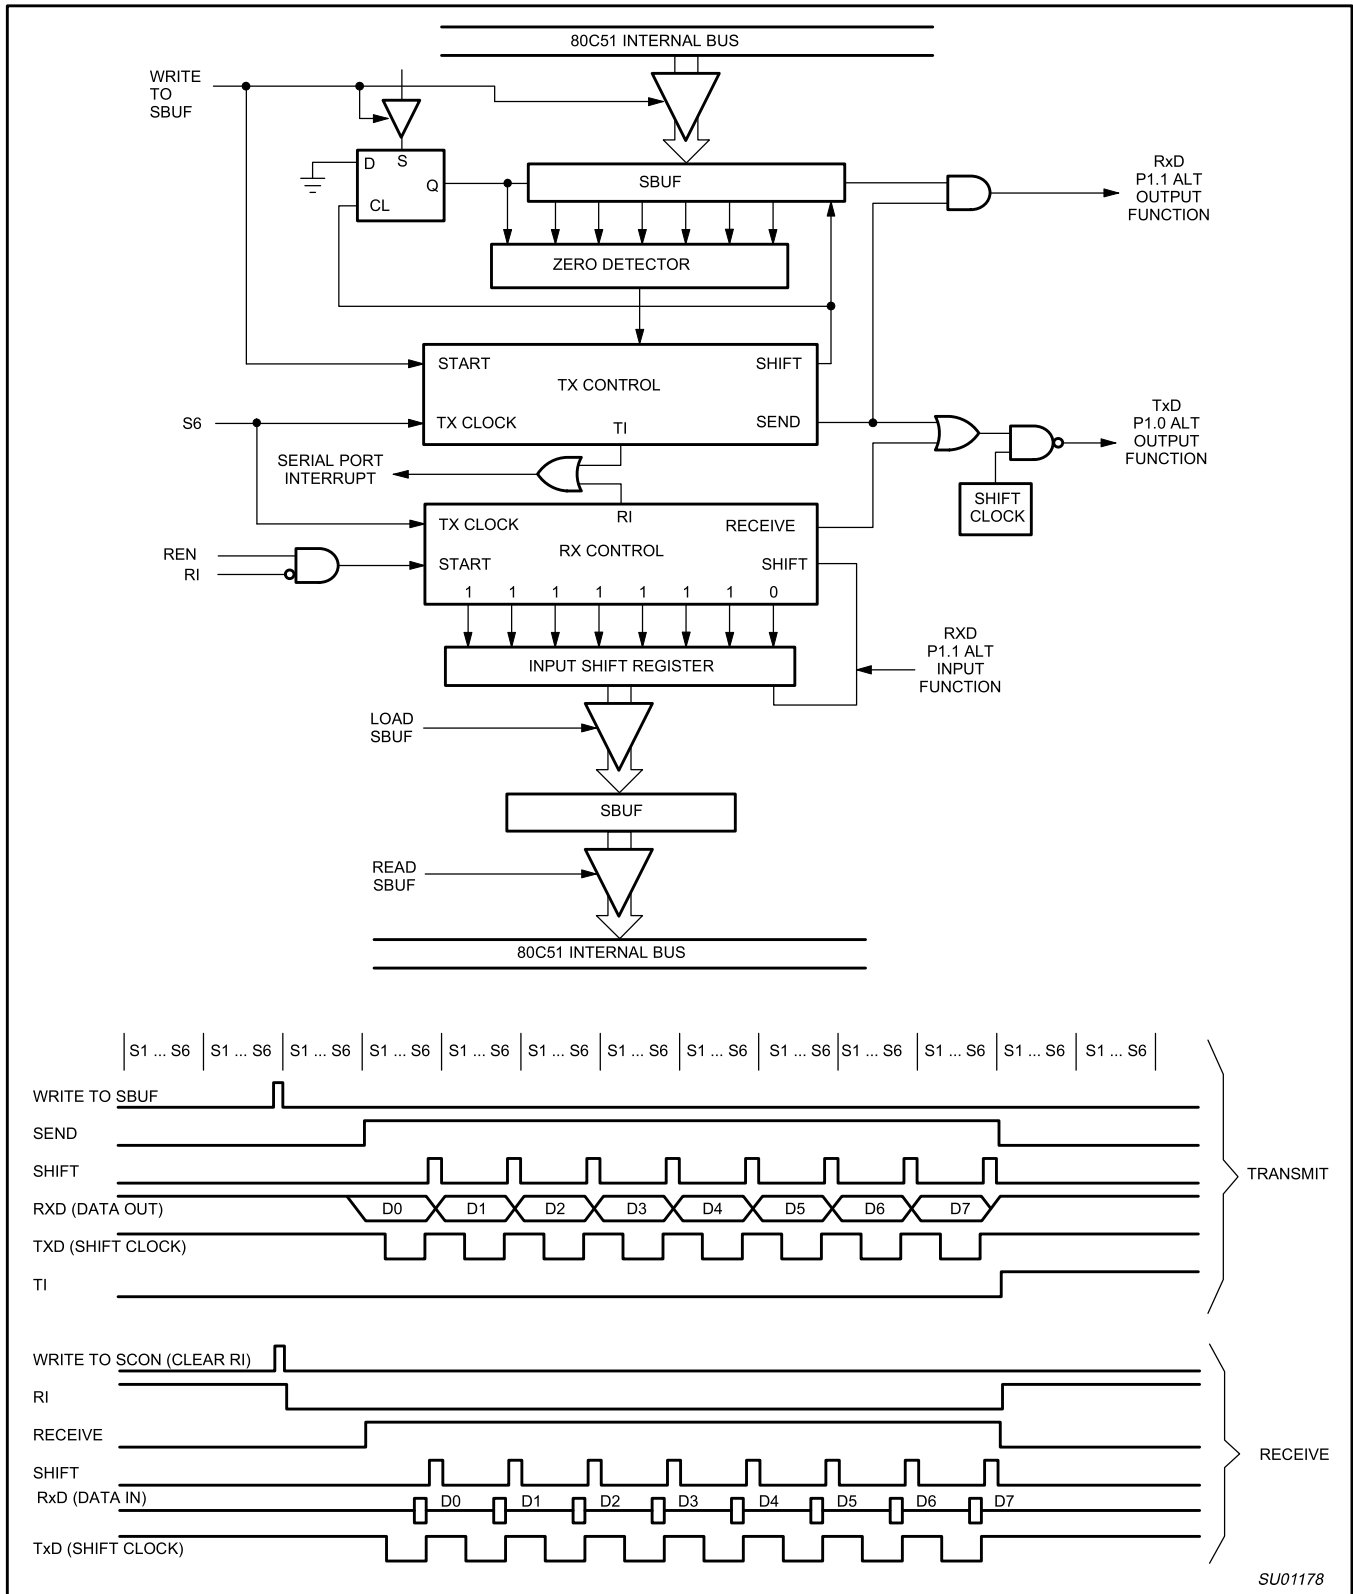 80C51 INTERNAL BUS
WRITE
TO
SBUF
D
S
Q
CL
SBUF
RxD
P1.1 ALT
OUTPUT
FUNCTION
ZERO DETECTOR
START
SHIFT
TX CONTROL
S6
TX CLOCK
TI
SEND
TxD
P1.0 ALT
OUTPUT
FUNCTION
SERIAL PORT
INTERRUPT
SHIFT
CLOCK
TX CLOCK
RI
RECEIVE
REN
RI
RX CONTROL
START
SHIFT
1 1 1 1 1 1 1 0
RXD
P1.1 ALT
INPUT
FUNCTION
INPUT SHIFT REGISTER
LOAD
SBUF
SBUF
READ
SBUF
80C51 INTERNAL BUS
S1 ... S6 S1 ... S6 S1 ... S6 S1 ... S6 S1 ... S6 S1 ... S6 S1 ... S6 S1 ... S6 S1 ... S6 S1 ... S6 S1 ... S6 S1 ... S6 S1 ... S6
WRITE TO SBUF
SEND
SHIFT
TRANSMIT
RXD (DATA OUT) D0 D1 D2 D3 D4 D5 D6 D7
TXD (SHIFT CLOCK)
TI
WRITE TO SCON (CLEAR RI)
RI
RECEIVE
RECEIVE
SHIFT
RxD (DATA IN) D0 D1 D2 D3 D4 D5 D6 D7
TxD (SHIFT CLOCK)
SU01178